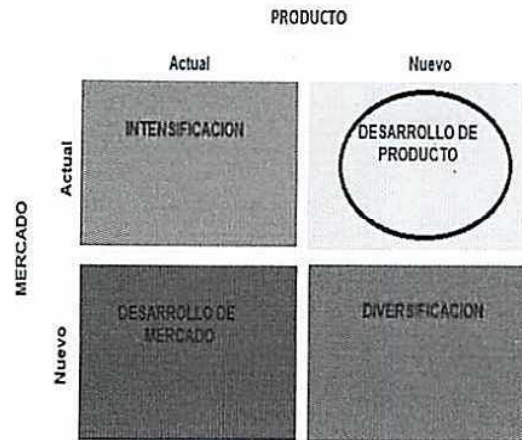 PRODUCTO
Actual
Nuevo
MERCADO
Actual
INTENSIFICACION
DESARROLLO DE
PRODUCTO
Nuevo
DESARROLLO DE
MERCADO
DIVERSIFICACION